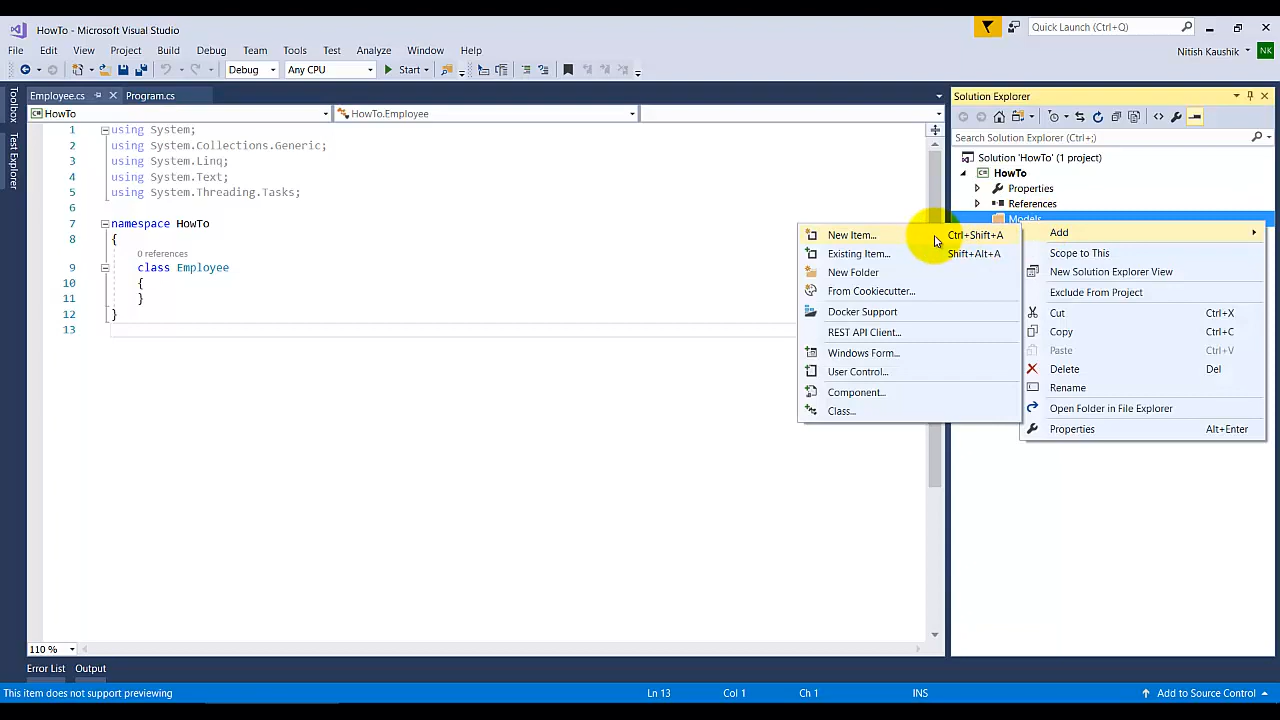 HowTo - Microsoft Visual Studio
Quick Launch (Ctrl+Q)
File Edit View Project Build Debug Team Tools Test Analyze Window Help
Nitish Kaushik NK
Debug Any CPU Start
Toolbox
Test Explorer
Employee.cs Program.cs
HowTo HowTo.Employee
1 using System;
2 using System.Collections.Generic;
3 using System.Linq;
4 using System.Text;
5 using System.Threading.Tasks;
6
7 namespace HowTo
8 {
0 references
9 class Employee
10 {
11 }
12 }
13
110 %
Solution Explorer
Search Solution Explorer (Ctrl+;)
Solution 'HowTo' (1 project)
HowTo
Properties
References
Models
New Item... Ctrl+Shift+A
Existing Item... Shift+Alt+A
New Folder
From Cookiecutter...
Docker Support
REST API Client...
Windows Form...
User Control...
Component...
Class...
Add
Scope to This
New Solution Explorer View
Exclude From Project
Cut Ctrl+X
Copy Ctrl+C
Paste Ctrl+V
Delete Del
Rename
Open Folder in File Explorer
Properties Alt+Enter
Error List Output
This item does not support previewing Ln 13 Col 1 Ch 1 INS Add to Source Control